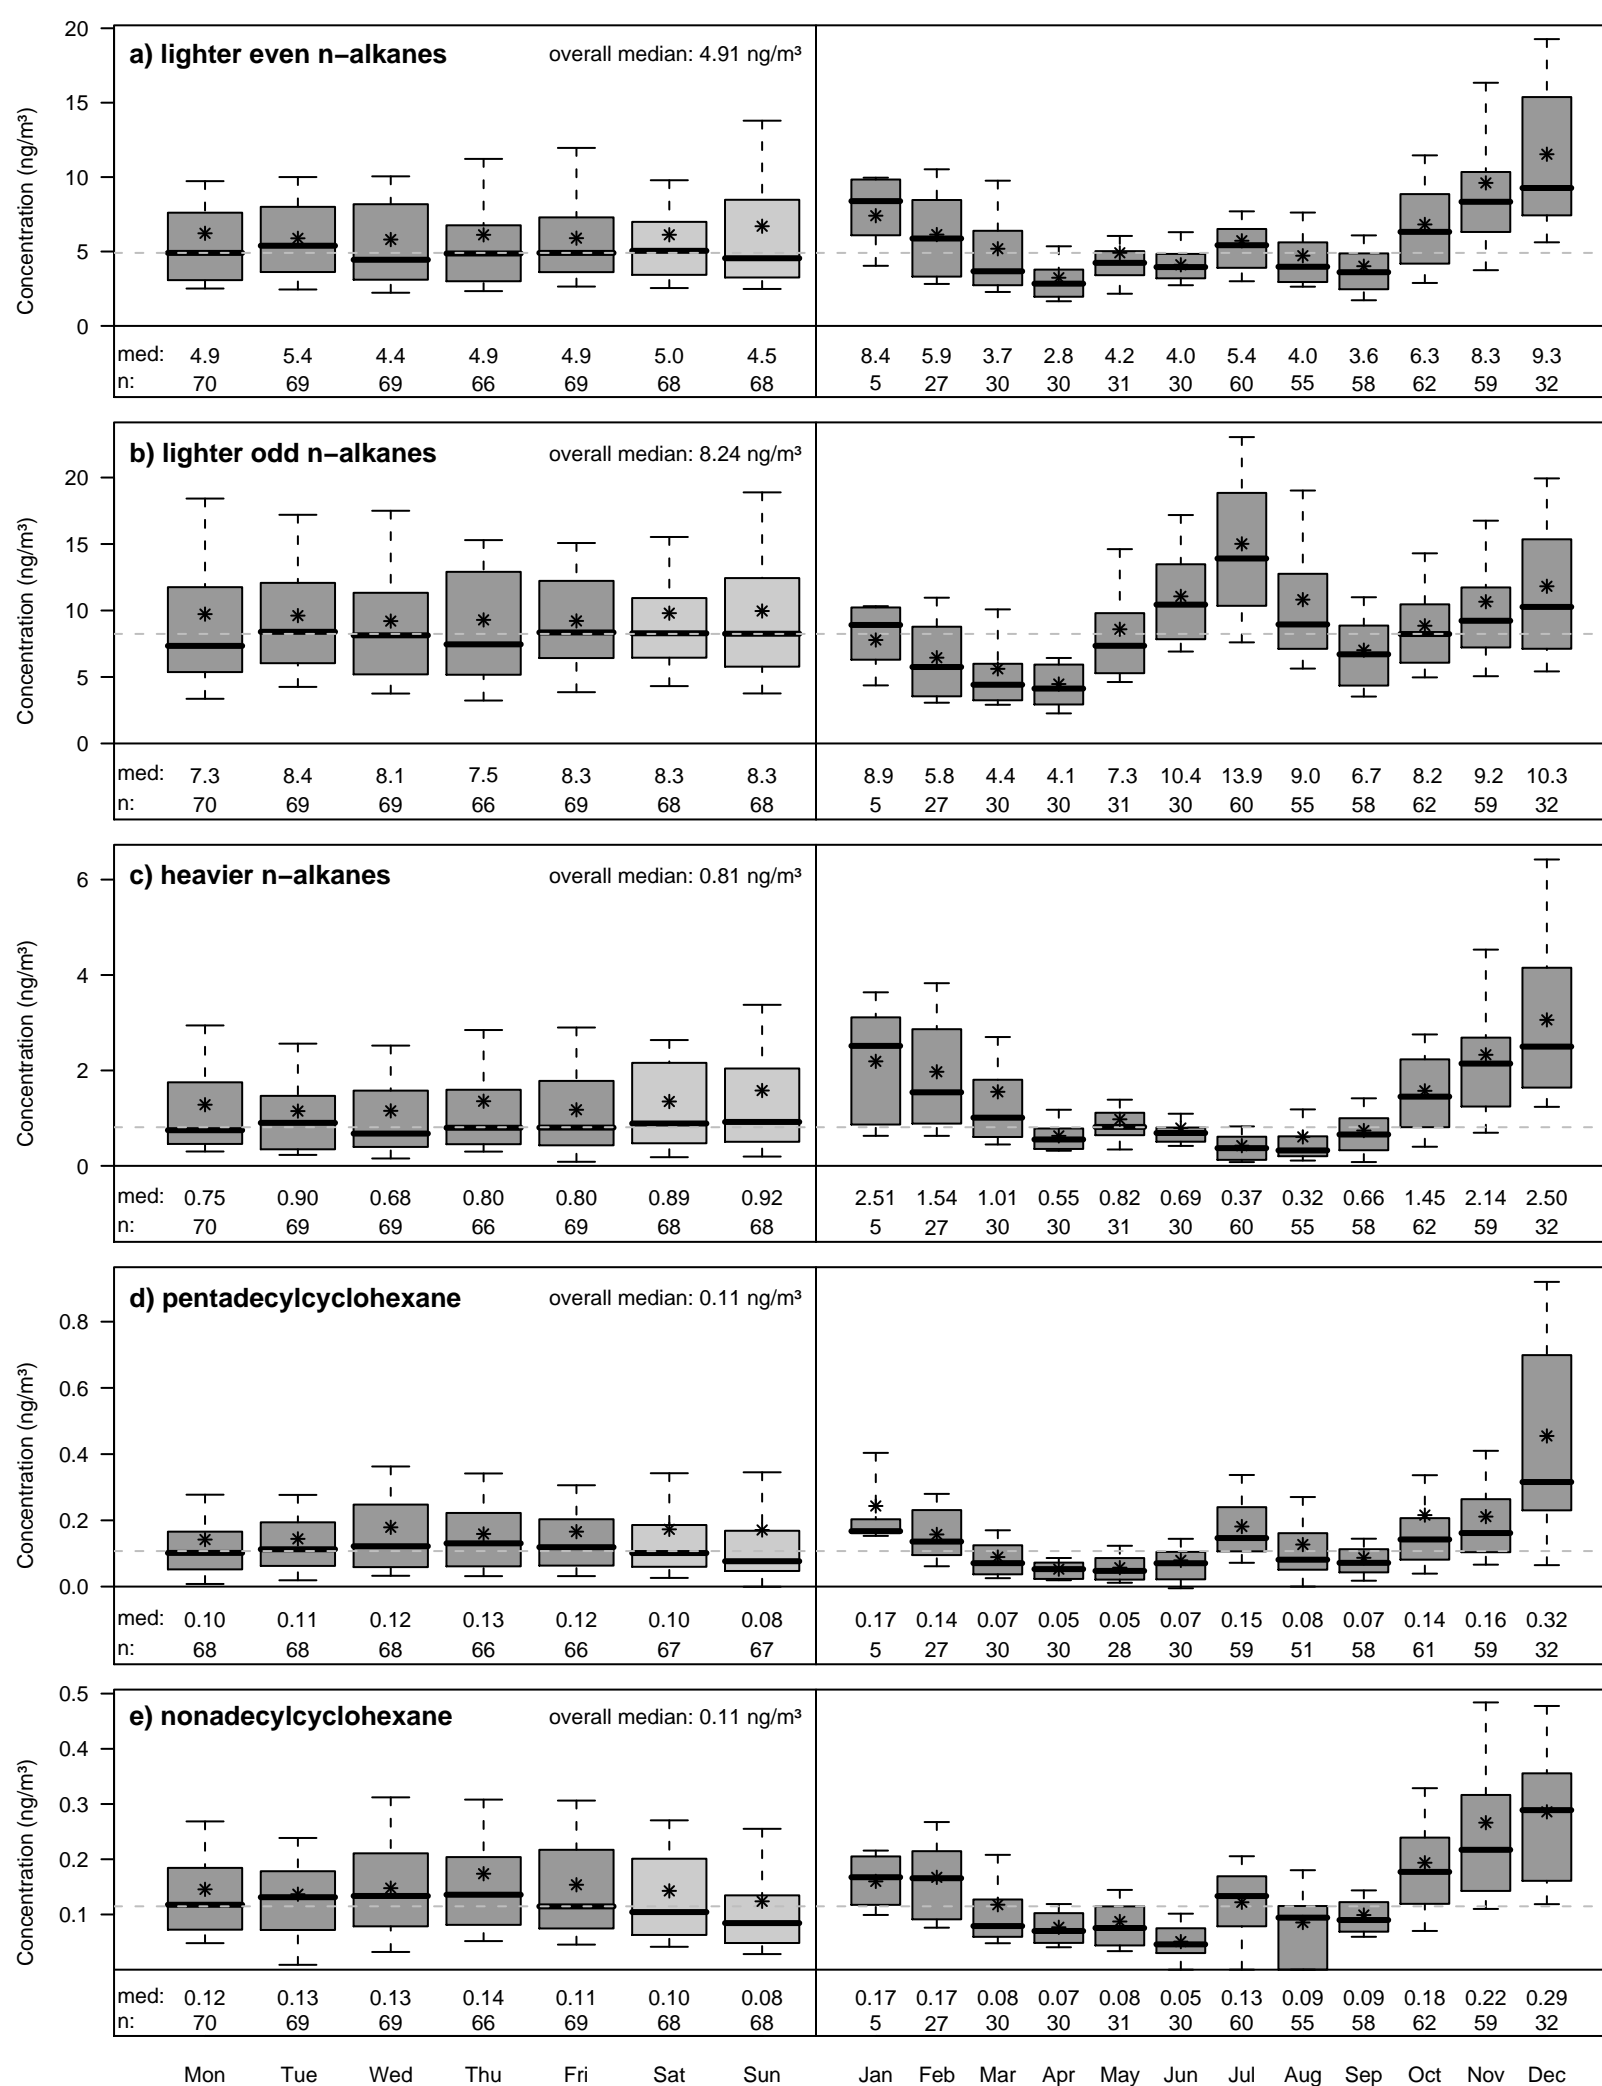 a) lighter even n−alkanes
overall median: 4.91 ng/m³
Concentration (ng/m³)
20
15
10
5
0
med: 4.9 5.4 4.4 4.9 4.9 5.0 4.5 8.4 5.9 3.7 2.8 4.2 4.0 5.4 4.0 3.6 6.3 8.3 9.3
n: 70 69 69 66 69 68 68 5 27 30 30 31 30 60 55 58 62 59 32
b) lighter odd n−alkanes
overall median: 8.24 ng/m³
Concentration (ng/m³)
20
15
10
5
0
med: 7.3 8.4 8.1 7.5 8.3 8.3 8.3 8.9 5.8 4.4 4.1 7.3 10.4 13.9 9.0 6.7 8.2 9.2 10.3
n: 70 69 69 66 69 68 68 5 27 30 30 31 30 60 55 58 62 59 32
c) heavier n−alkanes
overall median: 0.81 ng/m³
Concentration (ng/m³)
6
4
2
0
med: 0.75 0.90 0.68 0.80 0.80 0.89 0.92 2.51 1.54 1.01 0.55 0.82 0.69 0.37 0.32 0.66 1.45 2.14 2.50
n: 70 69 69 66 69 68 68 5 27 30 30 31 30 60 55 58 62 59 32
d) pentadecylcyclohexane
overall median: 0.11 ng/m³
Concentration (ng/m³)
0.8
0.6
0.4
0.2
0.0
med: 0.10 0.11 0.12 0.13 0.12 0.10 0.08 0.17 0.14 0.07 0.05 0.05 0.07 0.15 0.08 0.07 0.14 0.16 0.32
n: 68 68 68 66 66 67 67 5 27 30 30 28 30 59 51 58 61 59 32
e) nonadecylcyclohexane
overall median: 0.11 ng/m³
Concentration (ng/m³)
0.5
0.4
0.3
0.2
0.1
med: 0.12 0.13 0.13 0.14 0.11 0.10 0.08 0.17 0.17 0.08 0.07 0.08 0.05 0.13 0.09 0.09 0.18 0.22 0.29
n: 70 69 69 66 69 68 68 5 27 30 30 31 30 60 55 58 62 59 32
Mon Tue Wed Thu Fri Sat Sun Jan Feb Mar Apr May Jun Jul Aug Sep Oct Nov Dec